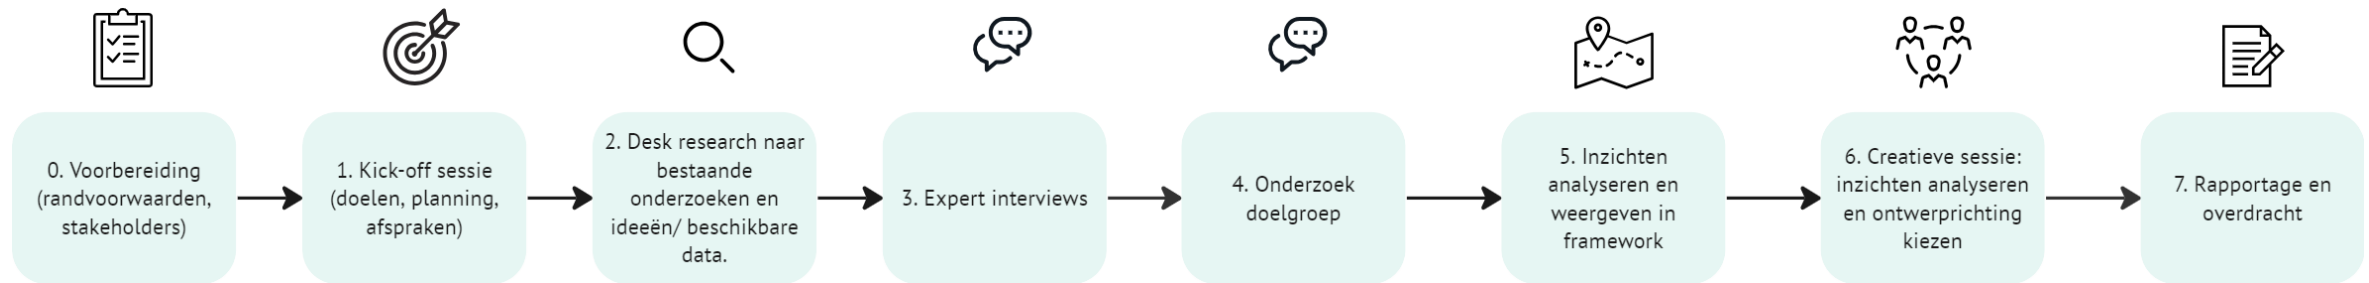 0. Voorbereiding
(randvoorwaarden,
stakeholders)
1. Kick-off sessie
(doelen, planning,
afspraken)
2. Desk research naar
bestaande
onderzoeken en
ideeën/ beschikbare
data.
3. Expert interviews
4. Onderzoek
doelgroep
5. Inzichten
analyseren en
weergeven in
framework
6. Creatieve sessie:
inzichten analyseren
en ontwerprichting
kiezen
7. Rapportage en
overdracht